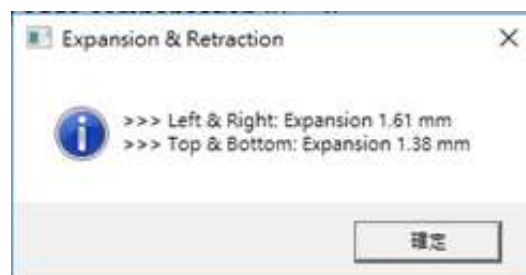 Expansion & Retraction
>>> Left & Right: Expansion 1.61 mm
>>> Top & Bottom: Expansion 1.38 mm
確定